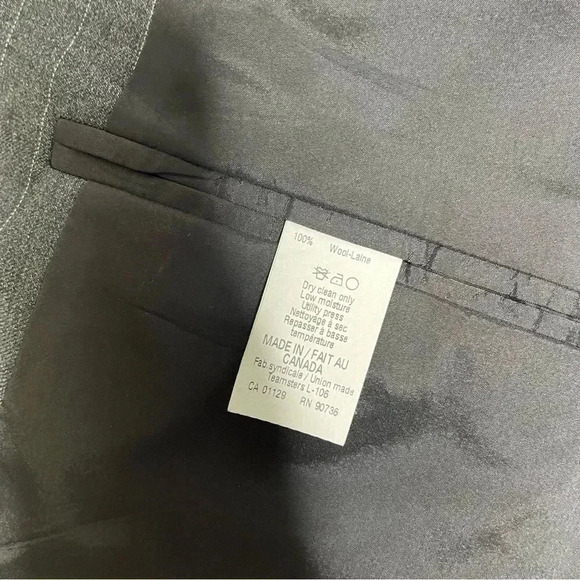 100% Wool-Laine
Dry clean only
Low moisture
Utility press
Nettoyage à sec
Repasser à basse
température
MADE IN / FAIT AU
CANADA
Fab syndicale / Union made
Teamsters L-106
CA 01129 RN 90736